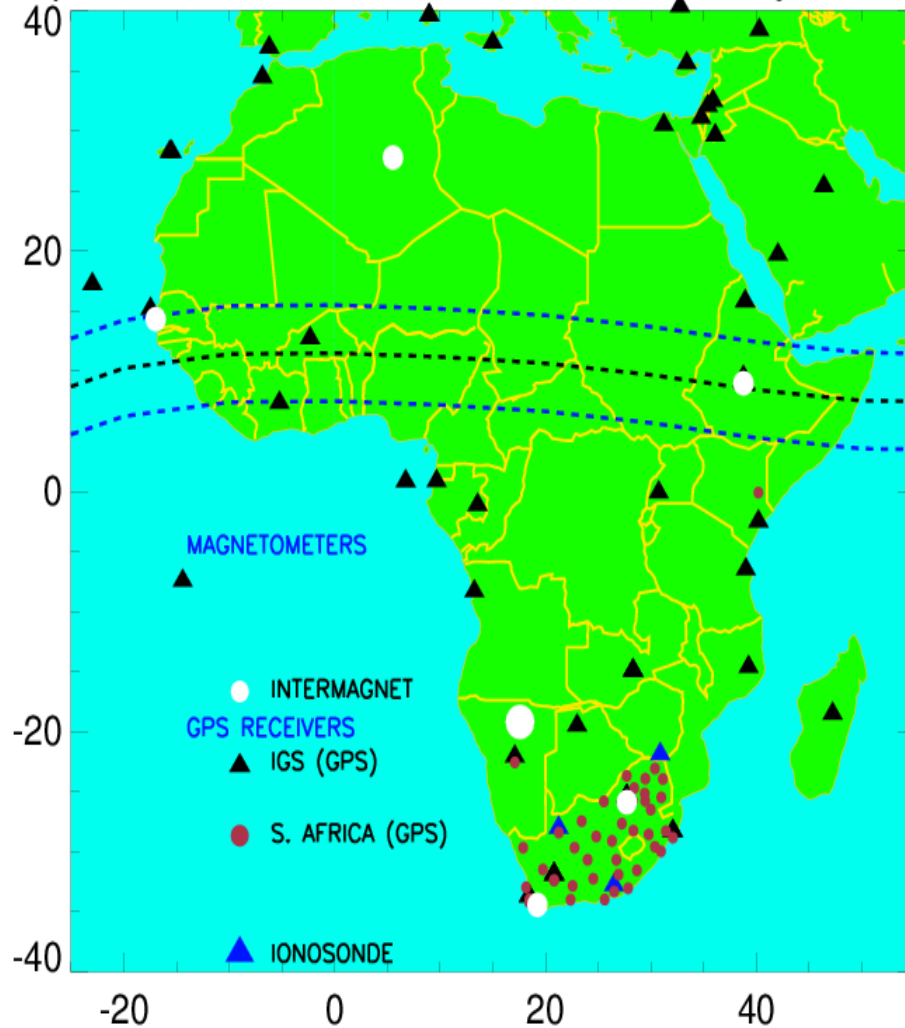 40
20
0
-20
-40
MAGNETOMETERS
INTERMAGNET
GPS RECEIVERS
IGS (GPS)
S. AFRICA (GPS)
IONOSONDE
-20 0 20 40